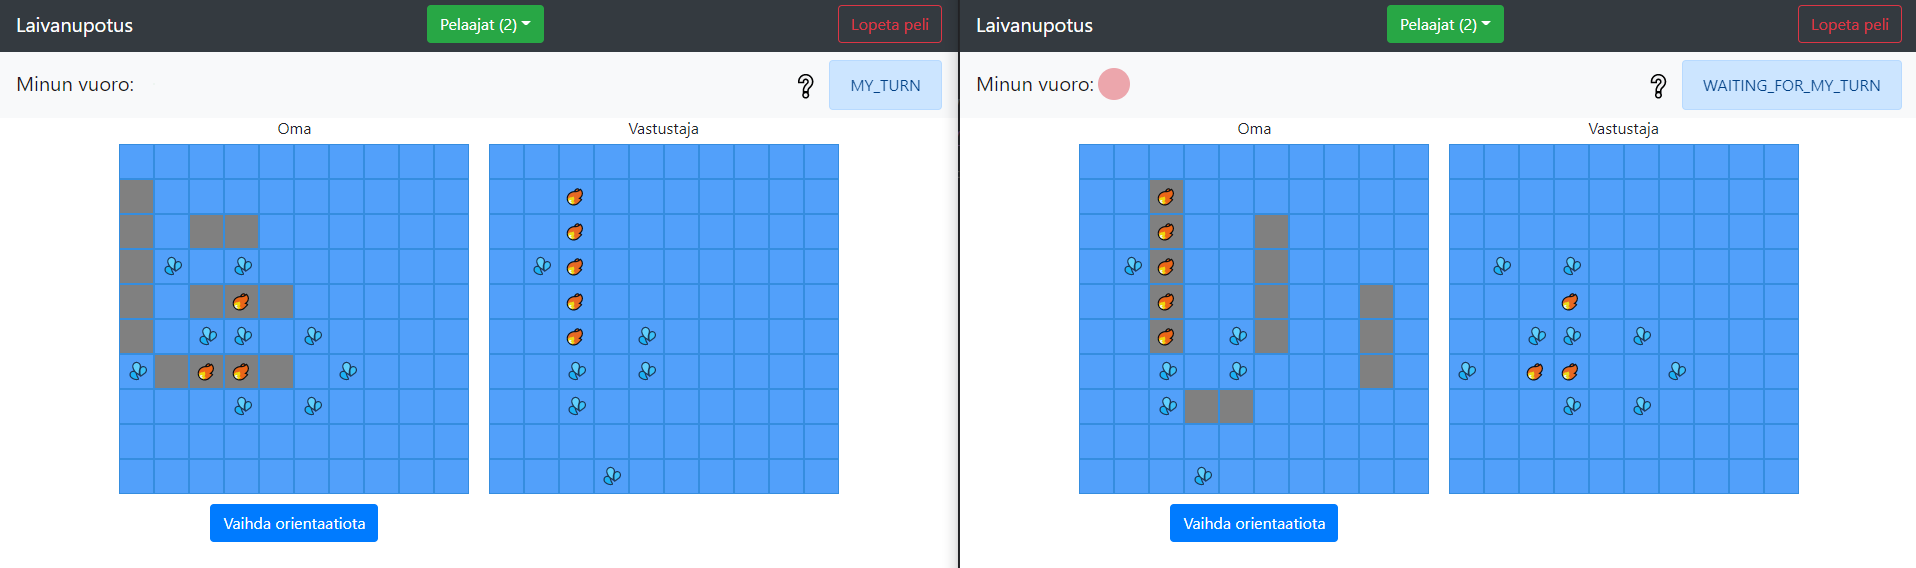 Laivanupotus
Pelaajat (2)
Lopeta peli
Minun vuoro:
MY_TURN
Oma
Vastustaja
Vaihda orientaatiota
Laivanupotus
Pelaajat (2)
Lopeta peli
Minun vuoro:
WAITING_FOR_MY_TURN
Oma
Vastustaja
Vaihda orientaatiota